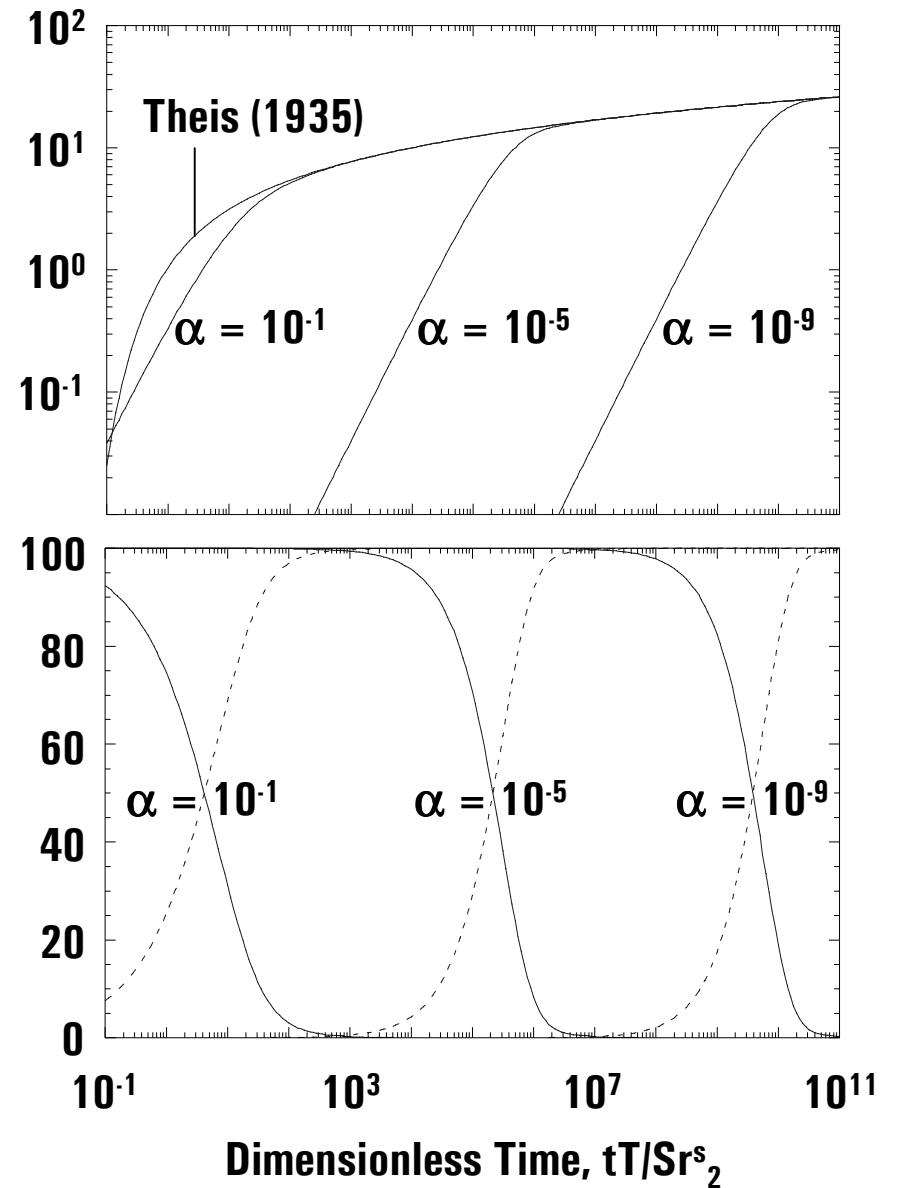 10²
Theis (1935)
10¹
10⁰
α = 10⁻¹ α = 10⁻⁵ α = 10⁻⁹
10⁻¹
100
80
60
α = 10⁻¹ α = 10⁻⁵ α = 10⁻⁹
40
20
0
10⁻¹ 10³ 10⁷ 10¹¹
Dimensionless Time, tT/Srˢ₂